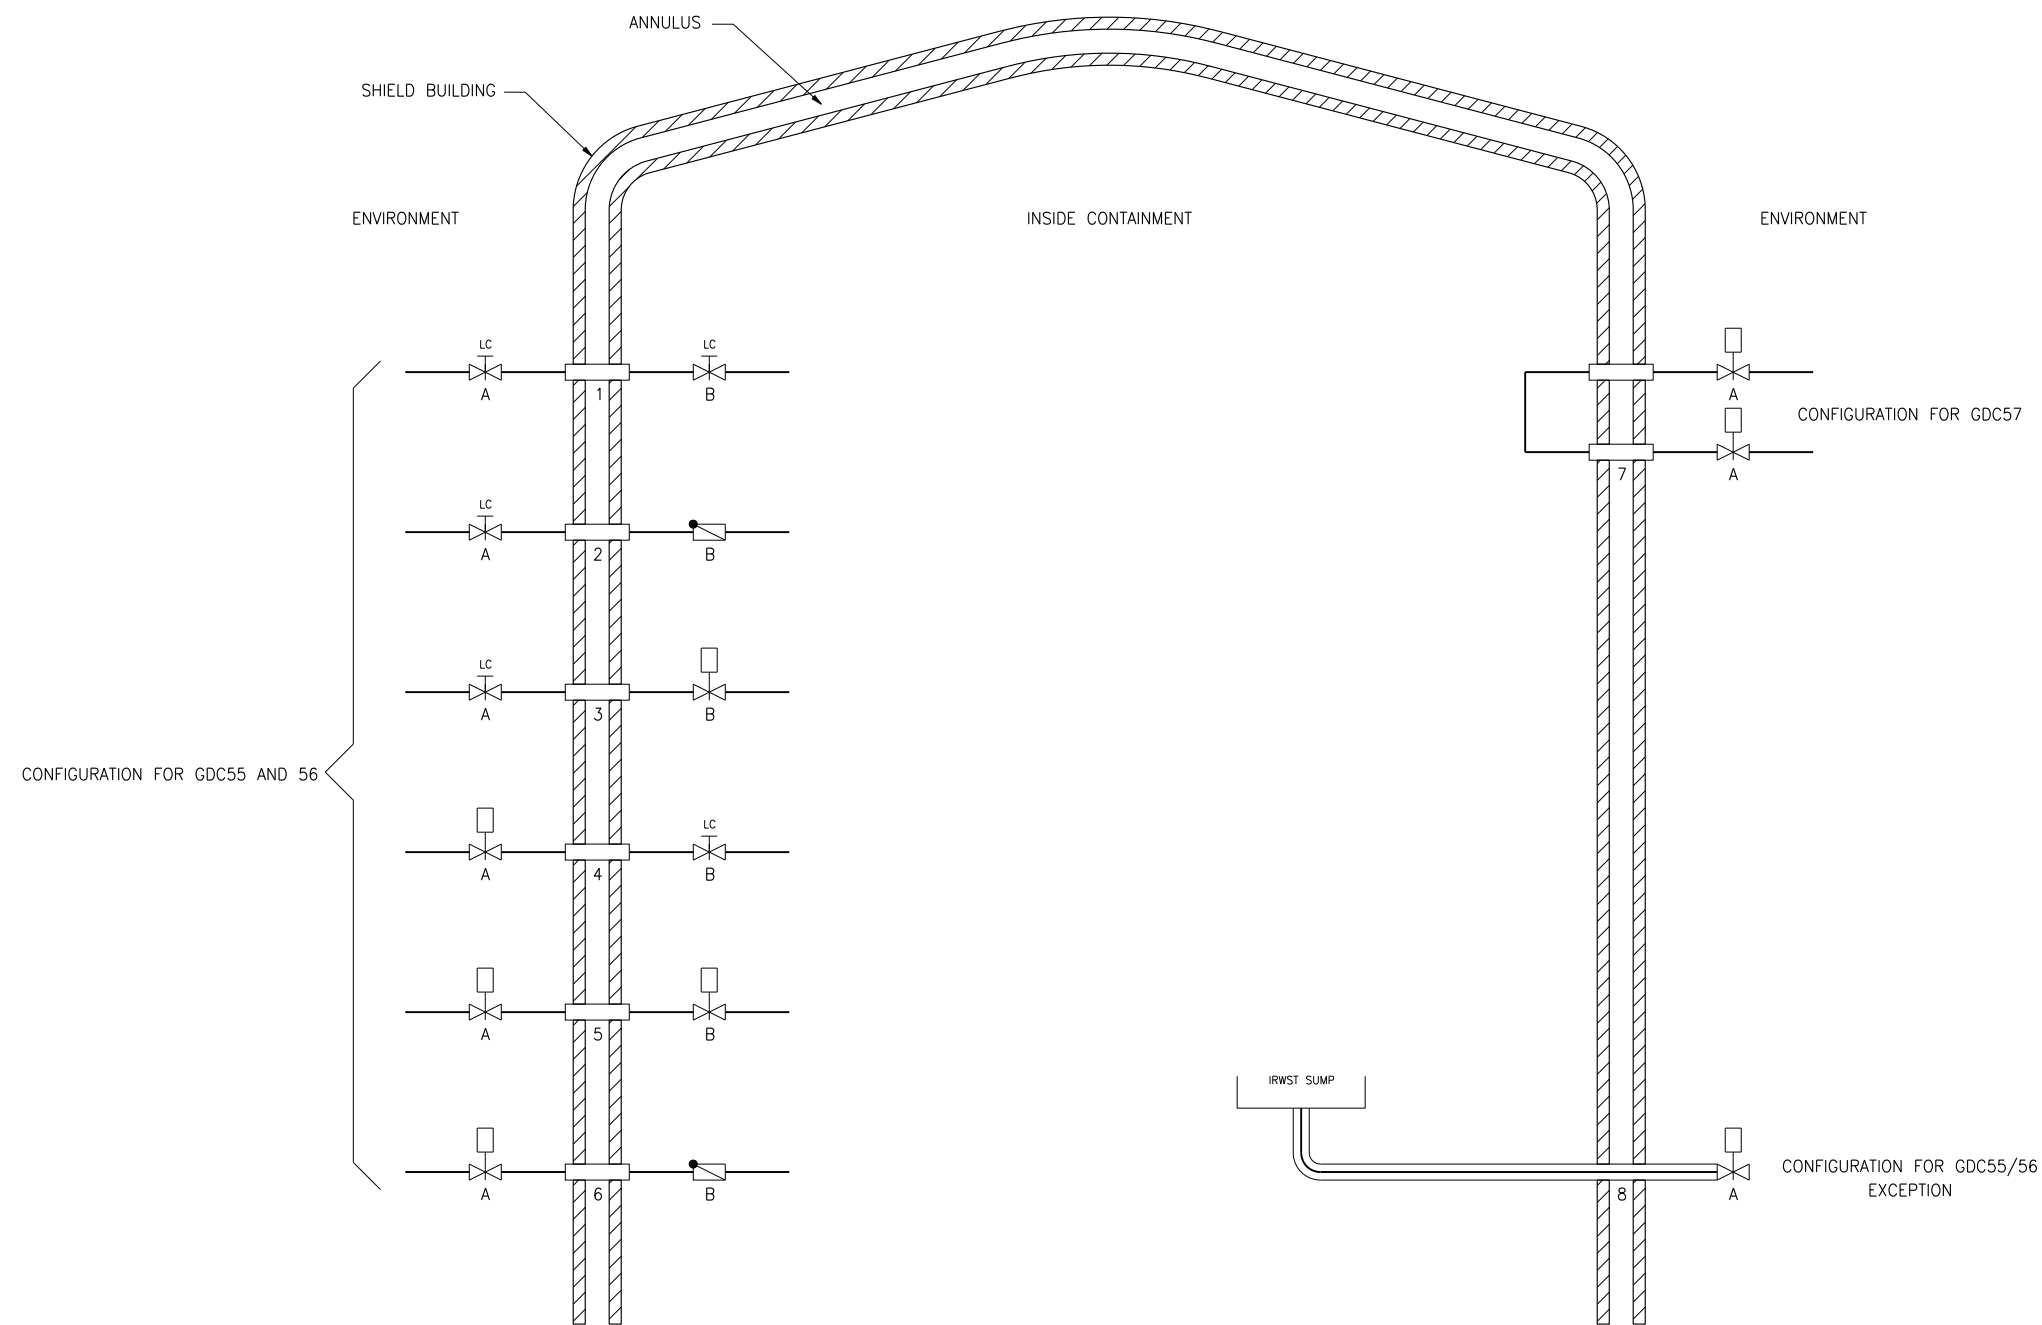 ANNULUS
SHIELD BUILDING
ENVIRONMENT
INSIDE CONTAINMENT
ENVIRONMENT
LC
LC
A
1
B
A
CONFIGURATION FOR GDC57
7
A
LC
A
2
B
LC
A
3
B
CONFIGURATION FOR GDC55 AND 56
LC
A
4
B
A
5
B
IRWST SUMP
A
6
B
8
A
CONFIGURATION FOR GDC55/56
EXCEPTION